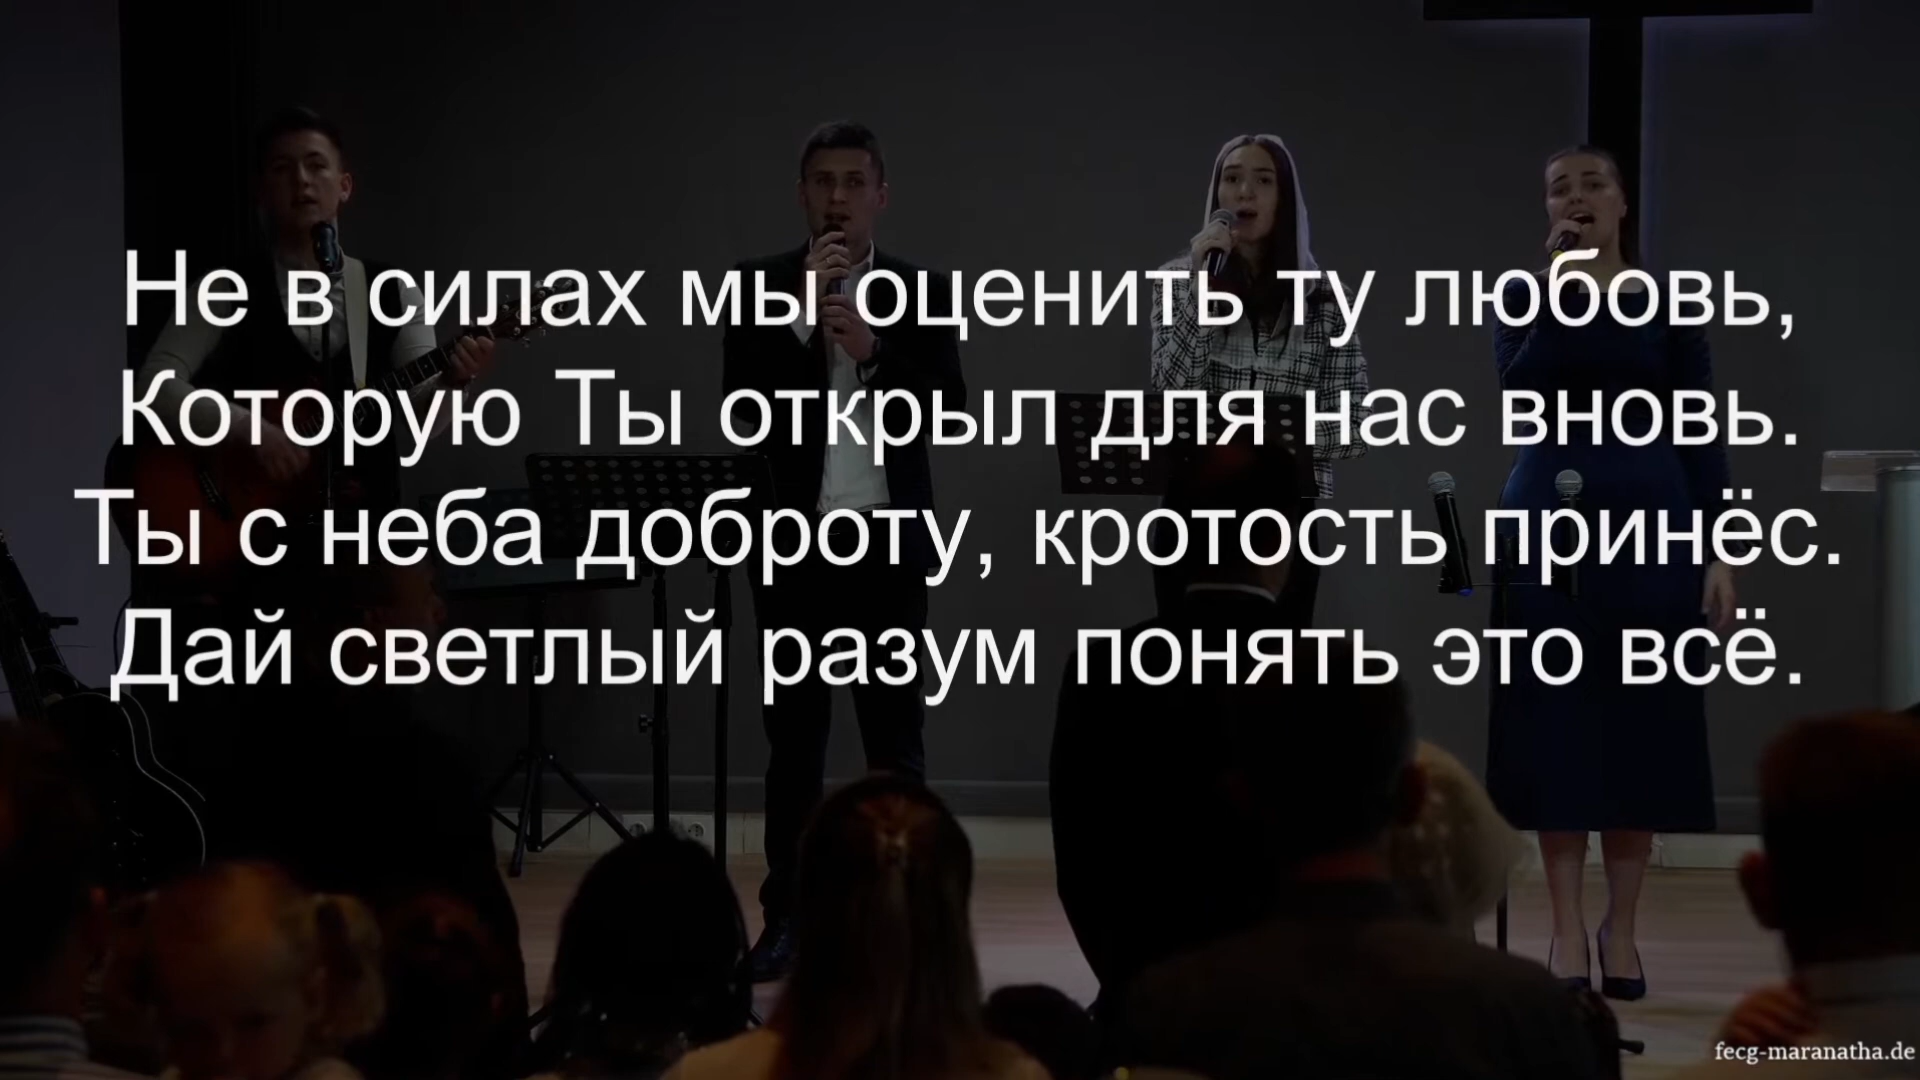 Не в силах мы оценить ту любовь,
Которую Ты открыл для нас вновь.
Ты с неба доброту, кротость принёс.
Дай светлый разум понять это всё.
fecg-maranatha.de